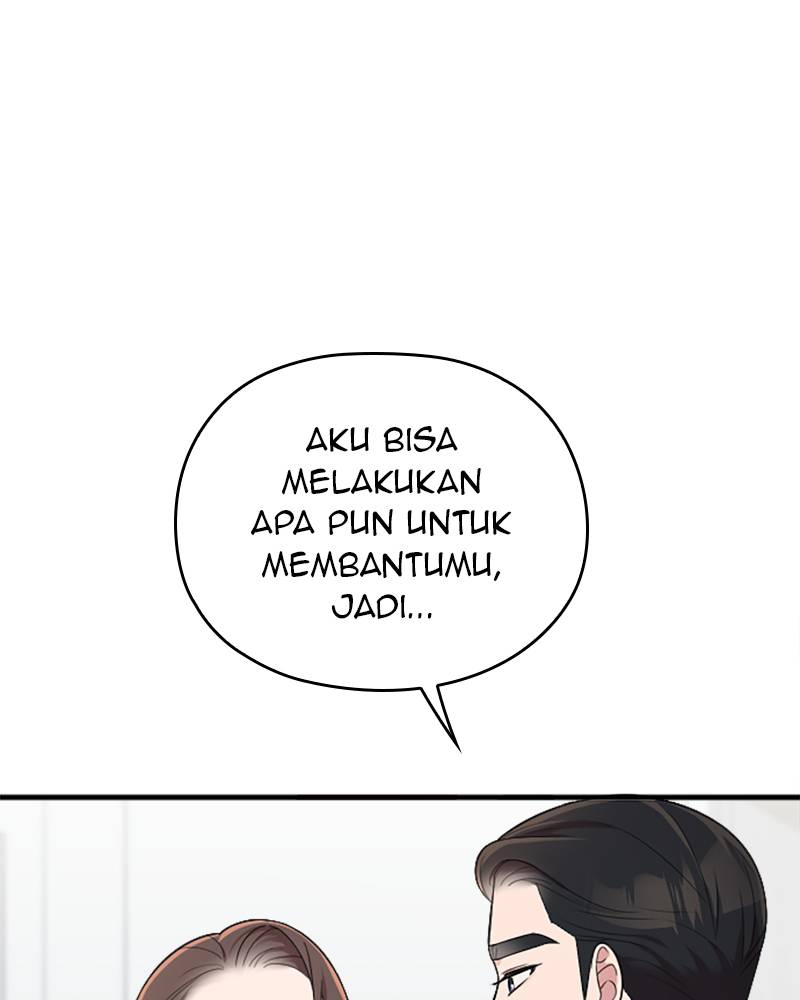 AKU BISA
MELAKUKAN
APA PUN UNTUK
MEMBANTUMU,
JADI...